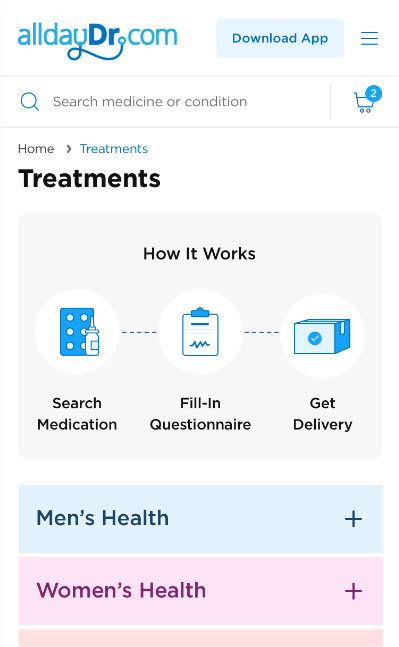 alldayDr.com
Download App
Search medicine or condition
2
Home > Treatments
Treatments
How It Works
Search Medication
Fill-In Questionnaire
Get Delivery
Men’s Health +
Women’s Health +